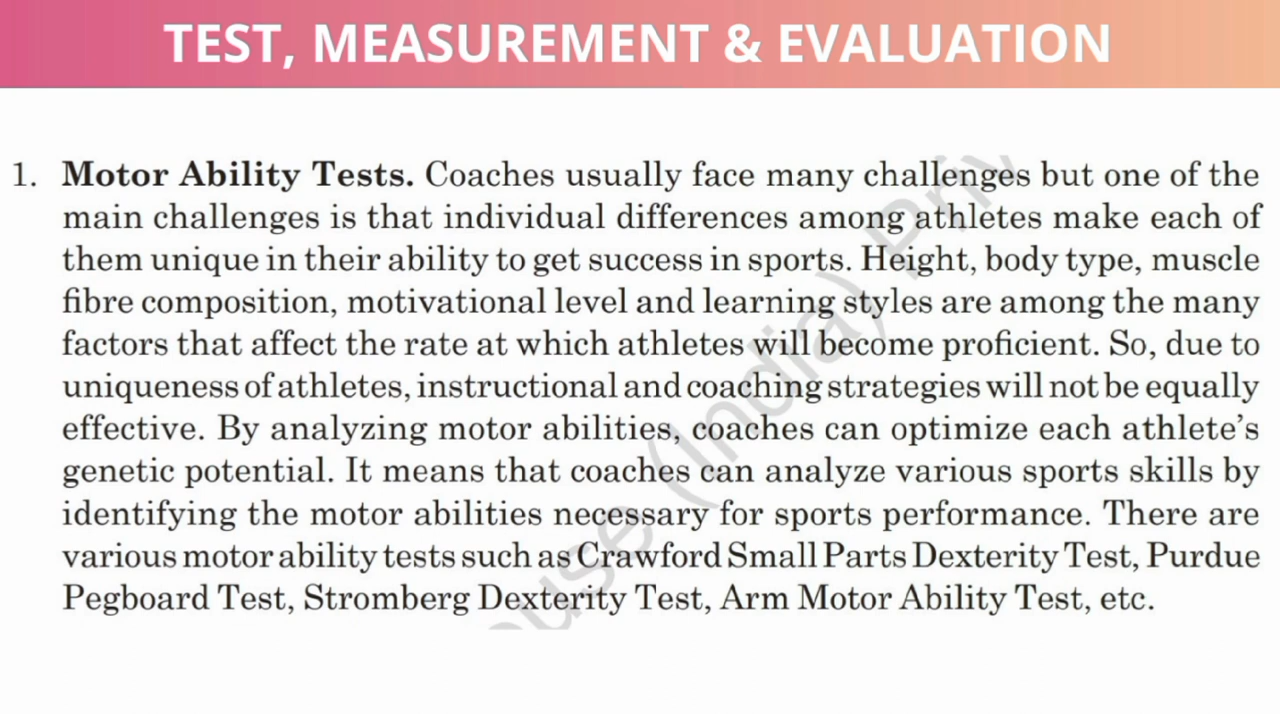 TEST, MEASUREMENT & EVALUATION
1. Motor Ability Tests. Coaches usually face many challenges but one of the
main challenges is that individual differences among athletes make each of
them unique in their ability to get success in sports. Height, body type, muscle
fibre composition, motivational level and learning styles are among the many
factors that affect the rate at which athletes will become proficient. So, due to
uniqueness of athletes, instructional and coaching strategies will not be equally
effective. By analyzing motor abilities, coaches can optimize each athlete's
genetic potential. It means that coaches can analyze various sports skills by
identifying the motor abilities necessary for sports performance. There are
various motor ability tests such as Crawford Small Parts Dexterity Test, Purdue
Pegboard Test, Stromberg Dexterity Test, Arm Motor Ability Test, etc.
(India)